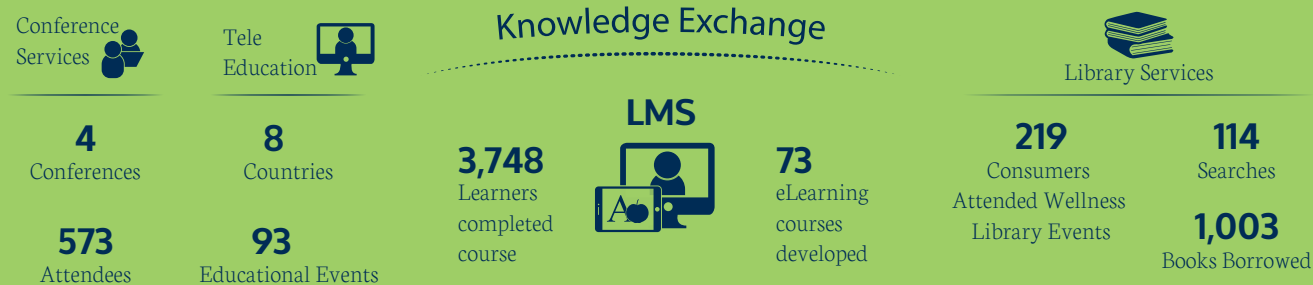 Knowledge Exchange
Conference
Services
4
Conferences
573
Attendees
Tele
Education
8
Countries
93
Educational Events
LMS
3,748
Learners
completed
course
A
73
eLearning
courses
developed
Library Services
219
Consumers
Attended Wellness
Library Events
114
Searches
1,003
Books Borrowed